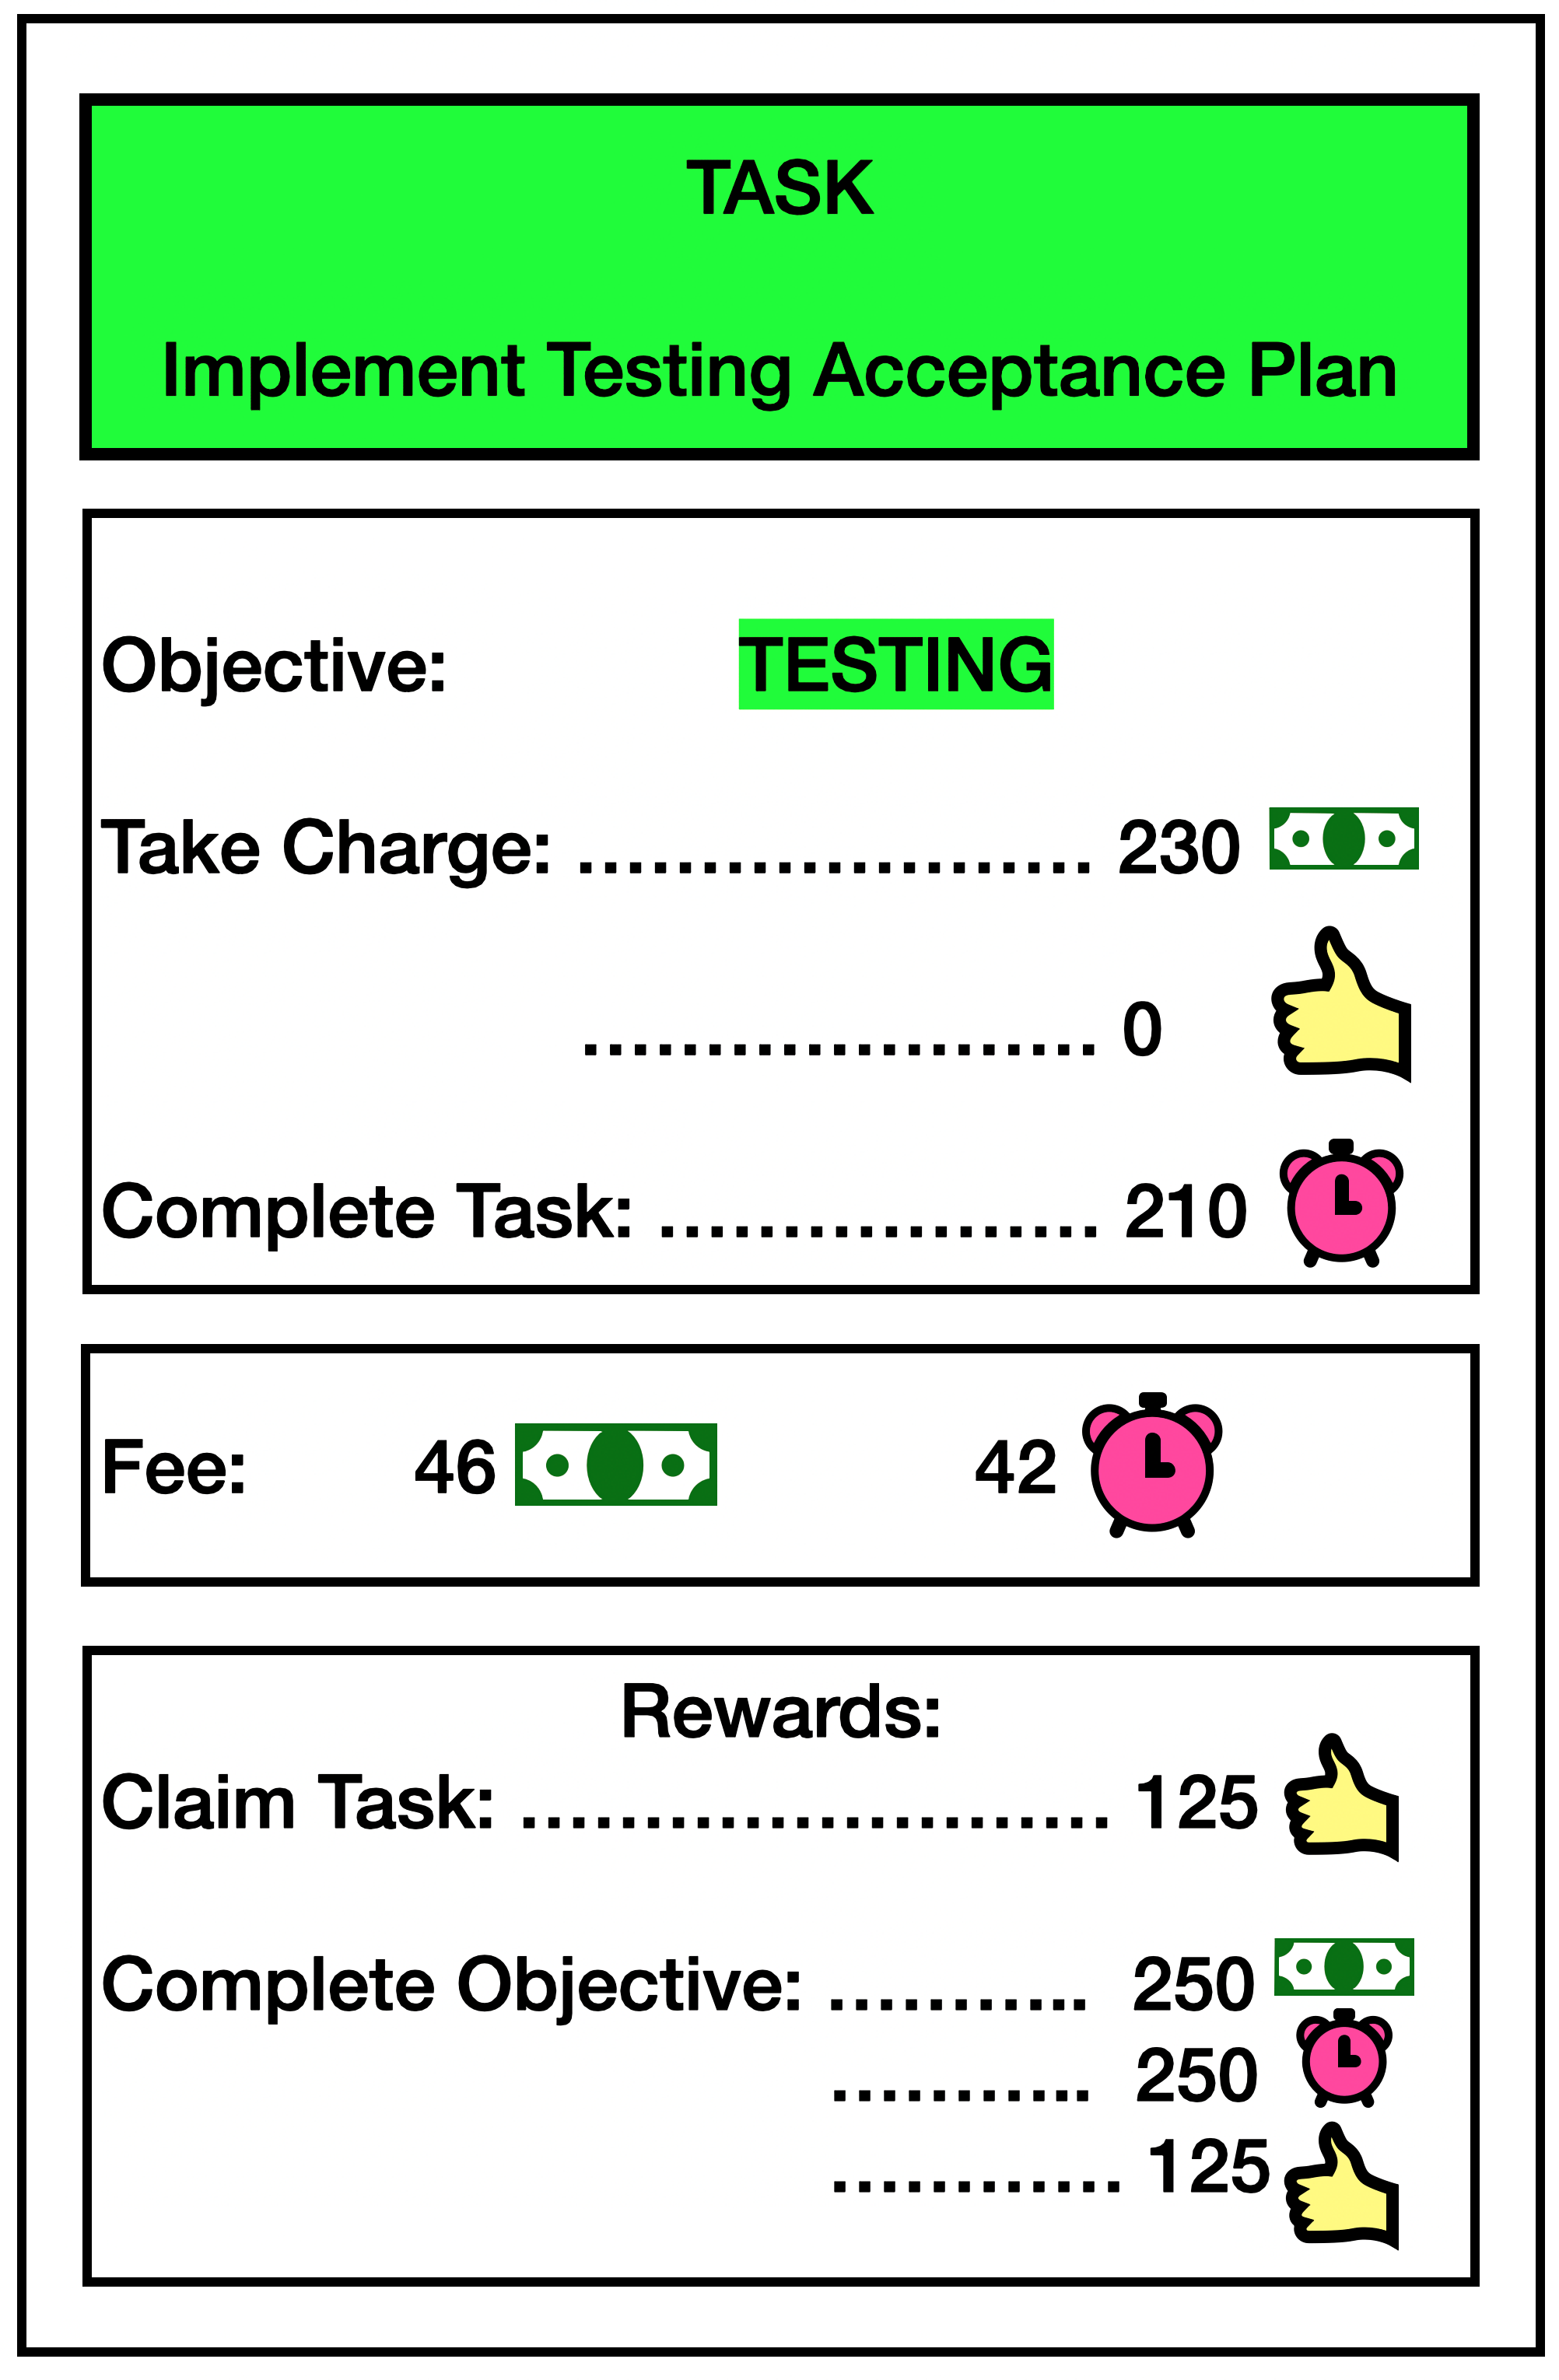 TASK
Implement Testing Acceptance Plan
Objective: TESTING
Take Charge: ..................... 230
..................... 0
Complete Task: .................. 210
Fee: 46 42
Rewards:
Claim Task: ........................ 125
Complete Objective: ........... 250
........... 250
............ 125